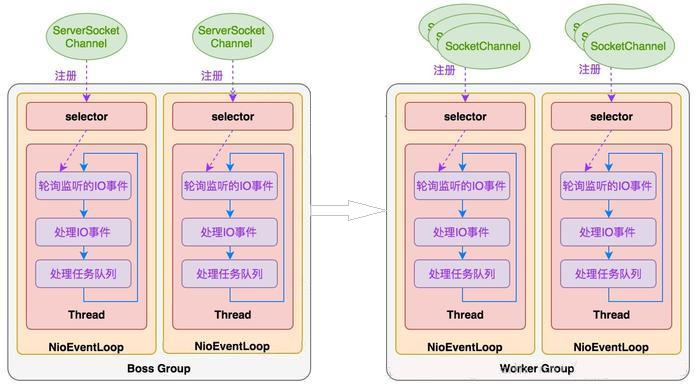 ServerSocket
Channel
ServerSocket
Channel
SocketChannel
SocketChannel
注册
注册
注册
注册
selector
selector
selector
selector
轮询监听的IO事件
处理IO事件
处理任务队列
Thread
NioEventLoop
轮询监听的IO事件
处理IO事件
处理任务队列
Thread
NioEventLoop
Boss Group
轮询监听的IO事件
处理IO事件
处理任务队列
Thread
NioEventLoop
轮询监听的IO事件
处理IO事件
处理任务队列
Thread
NioEventLoop
Worker Group